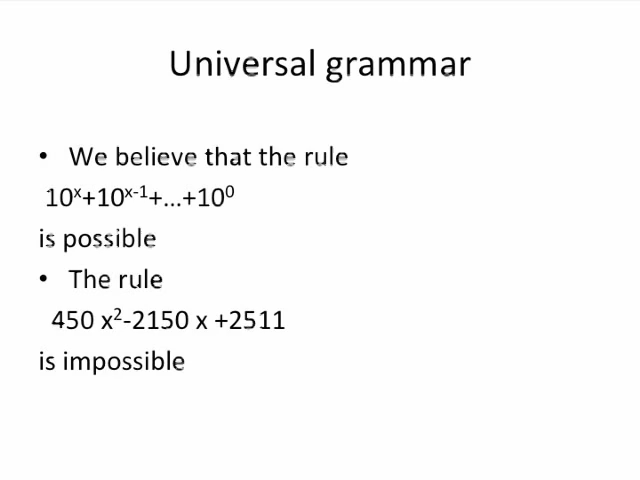 Universal grammar
• We believe that the rule
10ˣ+10ˣ⁻¹+...+10⁰
is possible
• The rule
450 x²-2150 x +2511
is impossible